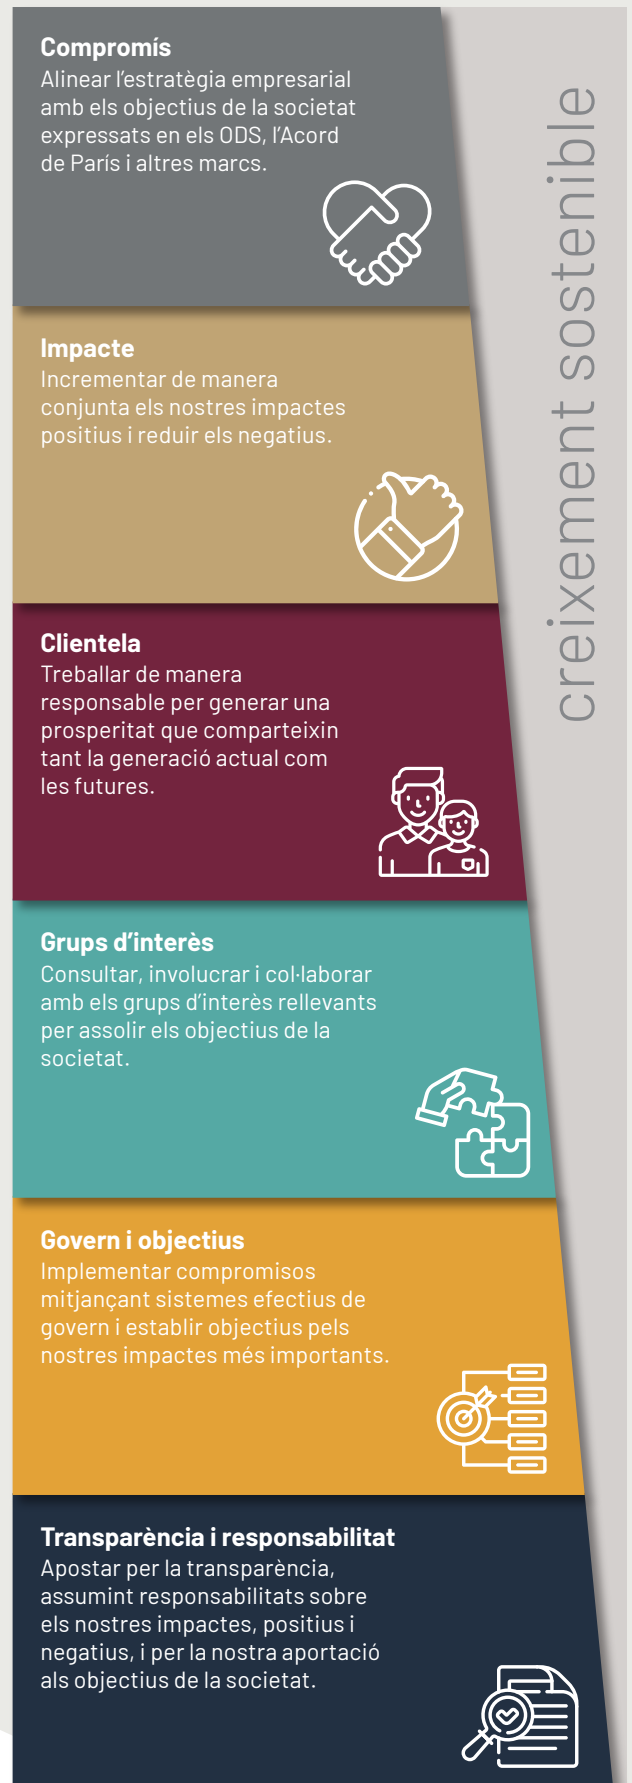 Compromís
Alinear l’estratègia empresarial
amb els objectius de la societat
expressats en els ODS, l’Acord
de París i altres marcs.
Impacte
Incrementar de manera
conjunta els nostres impactes
positius i reduir els negatius.
Clientela
Treballar de manera
responsable per generar una
prosperitat que comparteixin
tant la generació actual com
les futures.
Grups d’interès
Consultar, involucrar i col·laborar
amb els grups d’interès rellevants
per assolir els objectius de la
societat.
Govern i objectius
Implementar compromisos
mitjançant sistemes efectius de
govern i establir objectius pels
nostres impactes més importants.
Transparència i responsabilitat
Apostar per la transparència,
assumint responsabilitats sobre
els nostres impactes, positius i
negatius, i per la nostra aportació
als objectius de la societat.
creixement sostenible